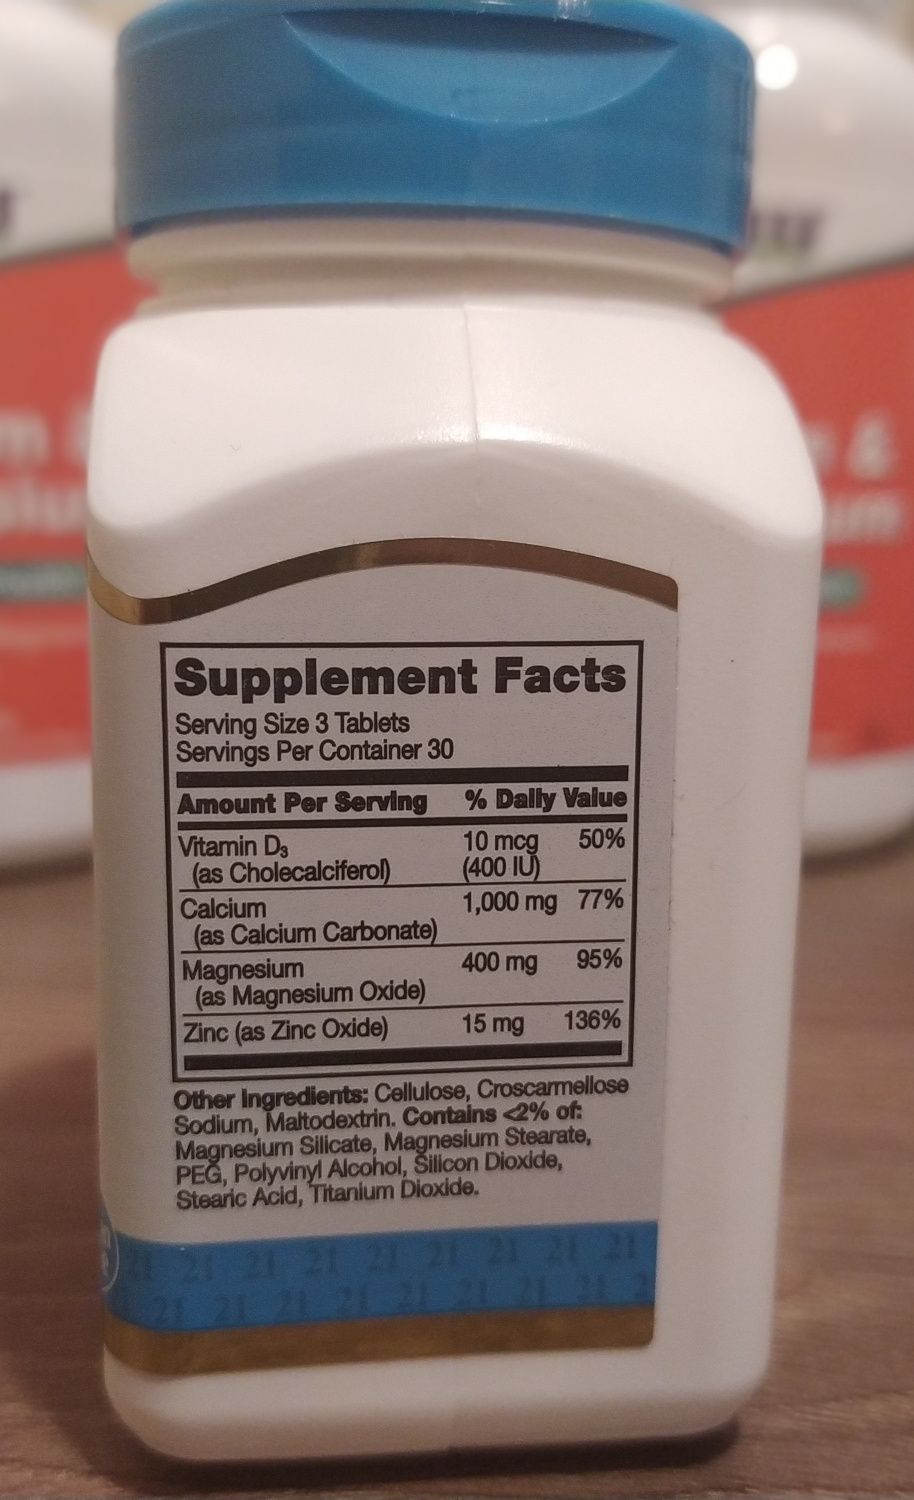 Supplement Facts
Serving Size 3 Tablets
Servings Per Container 30
Amount Per Serving % Daily Value
Vitamin D₃ 10 mcg 50%
(as Cholecalciferol) (400 IU)
Calcium 1,000 mg 77%
(as Calcium Carbonate)
Magnesium 400 mg 95%
(as Magnesium Oxide)
Zinc (as Zinc Oxide) 15 mg 136%
Other Ingredients: Cellulose, Croscarmellose
Sodium, Maltodextrin. Contains <2% of:
Magnesium Silicate, Magnesium Stearate,
PEG, Polyvinyl Alcohol, Silicon Dioxide,
Stearic Acid, Titanium Dioxide.
21 21 21 21 21 21 21 21 21
21 21 21 21 21 21 21 21 2